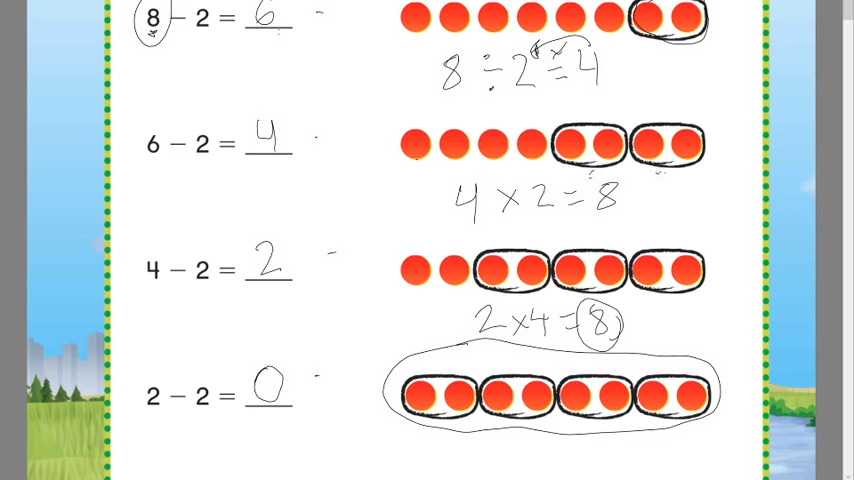 8 − 2 = 6
8 ÷ 2 = 4
6 − 2 = 4
4 × 2 = 8
4 − 2 = 2
2 × 4 = 8
2 − 2 = 0